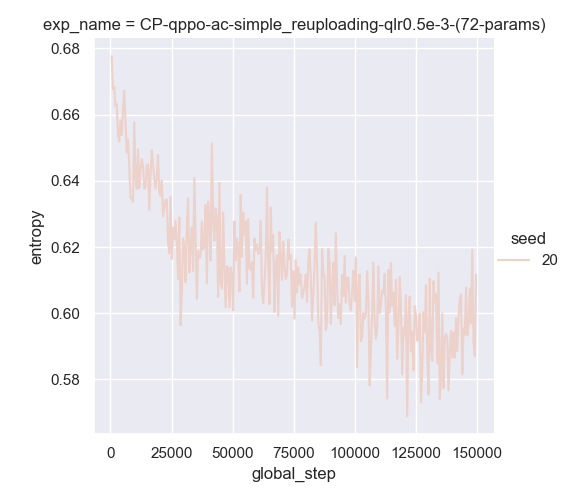 exp_name = CP-qppo-ac-simple_reuploading-qlr0.5e-3-(72-params)
0.68
0.66
0.64
0.62
0.60
0.58
entropy
0 25000 50000 75000 100000 125000 150000
global_step
seed
20